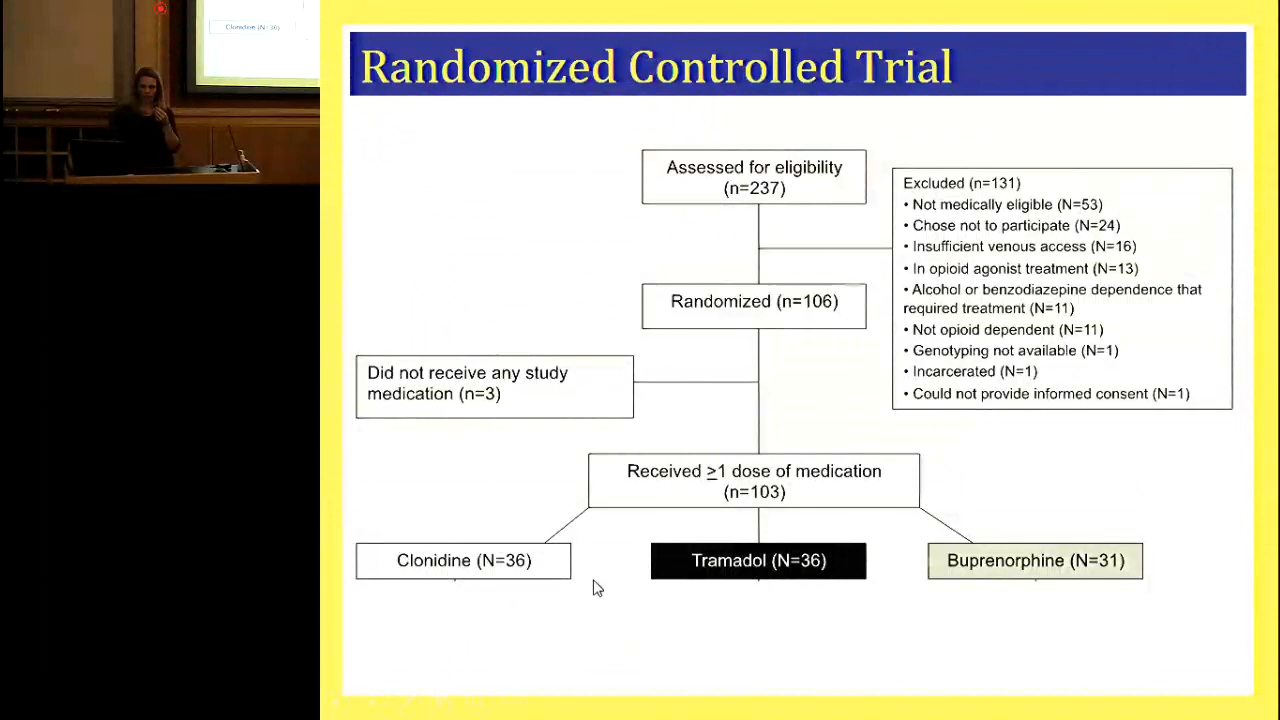 Clonidine (N=36)
Randomized Controlled Trial
Assessed for eligibility
(n=237)
Excluded (n=131)
• Not medically eligible (N=53)
• Chose not to participate (N=24)
• Insufficient venous access (N=16)
• In opioid agonist treatment (N=13)
• Alcohol or benzodiazepine dependence that
required treatment (N=11)
• Not opioid dependent (N=11)
• Genotyping not available (N=1)
• Incarcerated (N=1)
• Could not provide informed consent (N=1)
Randomized (n=106)
Did not receive any study
medication (n=3)
Received ≥1 dose of medication
(n=103)
Clonidine (N=36)
Tramadol (N=36)
Buprenorphine (N=31)